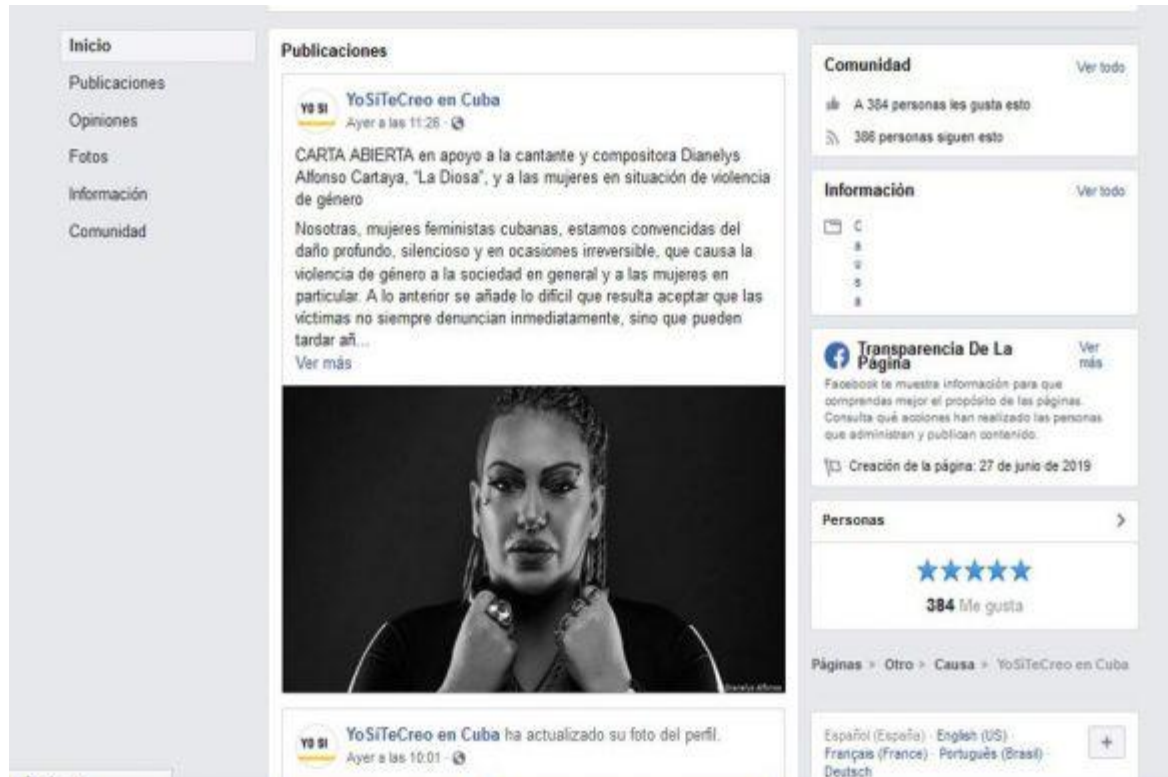 Inicio
Publicaciones
Opiniones
Fotos
Información
Comunidad
Publicaciones
YO SI
YoSíTeCreo en Cuba
Ayer a las 11:26 ·
CARTA ABIERTA en apoyo a la cantante y compositora Dianelys
Alfonso Cartaya, "La Diosa", y a las mujeres en situación de violencia
de género
Nosotras, mujeres feministas cubanas, estamos convencidas del
daño profundo, silencioso y en ocasiones irreversible, que causa la
violencia de género a la sociedad en general y a las mujeres en
particular. A lo anterior se añade lo difícil que resulta aceptar que las
víctimas no siempre denuncian inmediatamente, sino que pueden
tardar añ...
Ver más
Dianelys Alfonso
YO SI
YoSíTeCreo en Cuba ha actualizado su foto del perfil.
Ayer a las 10:01 ·
Comunidad
Ver todo
A 384 personas les gusta esto
386 personas siguen esto
Información
Ver todo
C
a
u
s
a
Transparencia De La
Página
Ver
más
Facebook te muestra información para que
comprendas mejor el propósito de las páginas.
Consulta qué acciones han realizado las personas
que administran y publican contenido.
Creación de la página: 27 de junio de 2019
Personas
384 Me gusta
Páginas > Otro > Causa > YoSíTeCreo en Cuba
Español (España) · English (US) ·
Français (France) · Português (Brasil) ·
Deutsch